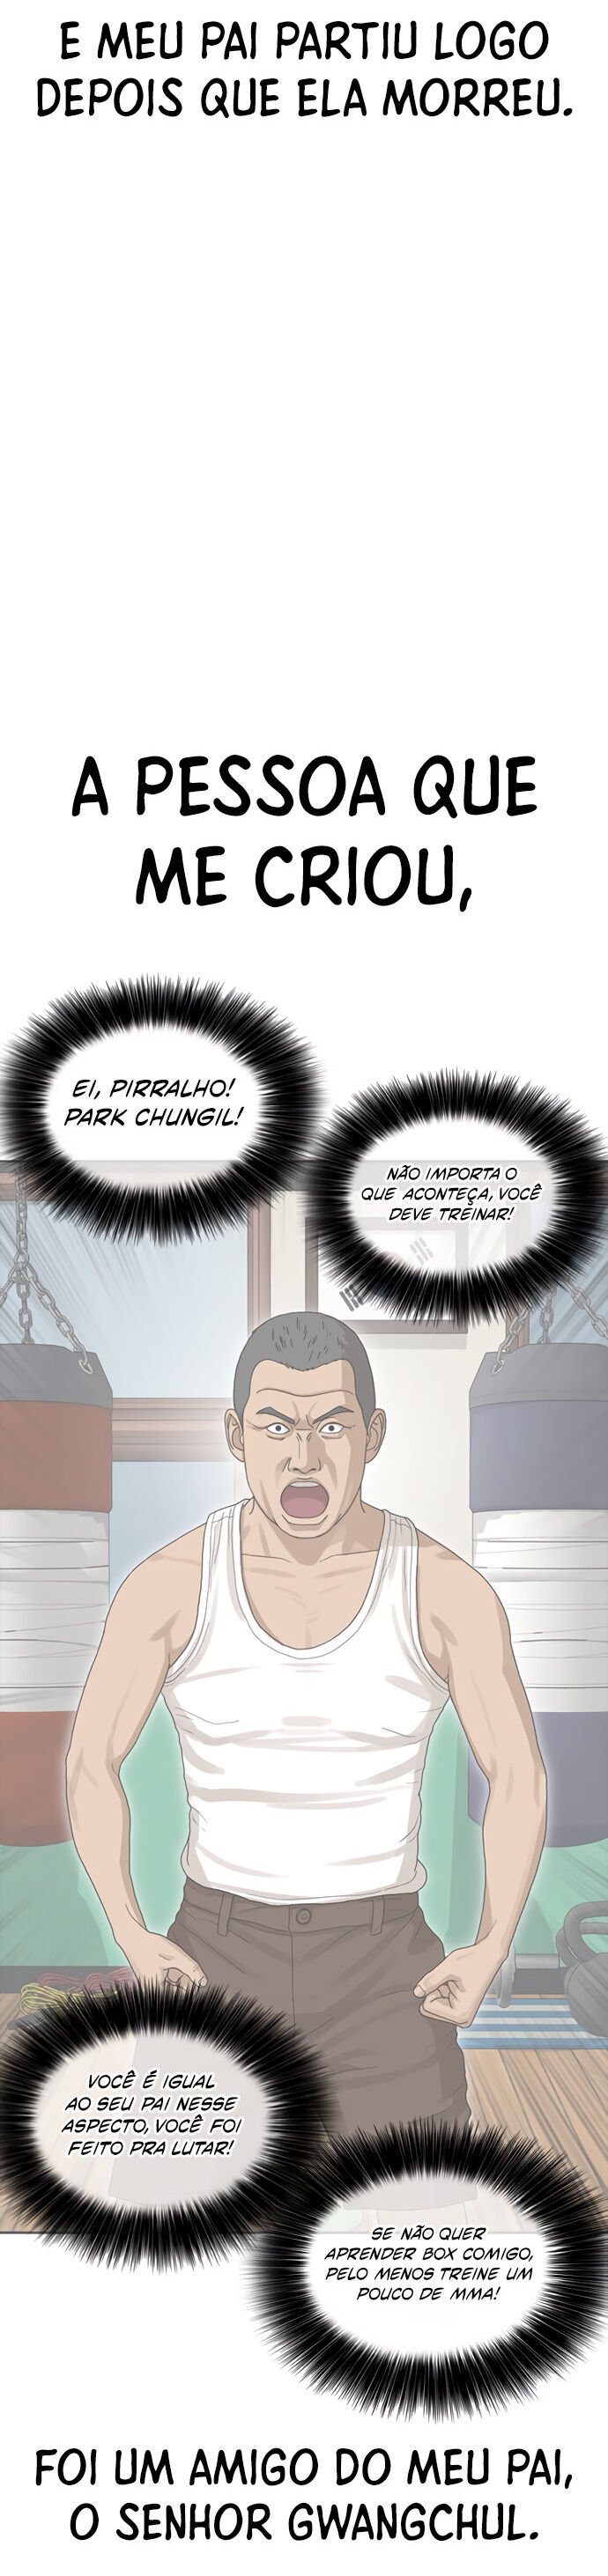 E MEU PAI PARTIU LOGO
DEPOIS QUE ELA MORREU.
A PESSOA QUE
ME CRIOU,
EI, PIRRALHO!
PARK CHUNGIL!
NÃO IMPORTA O
QUE ACONTEÇA, VOCÊ
DEVE TREINAR!
VOCÊ É IGUAL
AO SEU PAI NESSE
ASPECTO, VOCÊ FOI
FEITO PRA LUTAR!
SE NÃO QUER
APRENDER BOX COMIGO,
PELO MENOS TREINE UM
POUCO DE MMA!
FOI UM AMIGO DO MEU PAI,
O SENHOR GWANGCHUL.